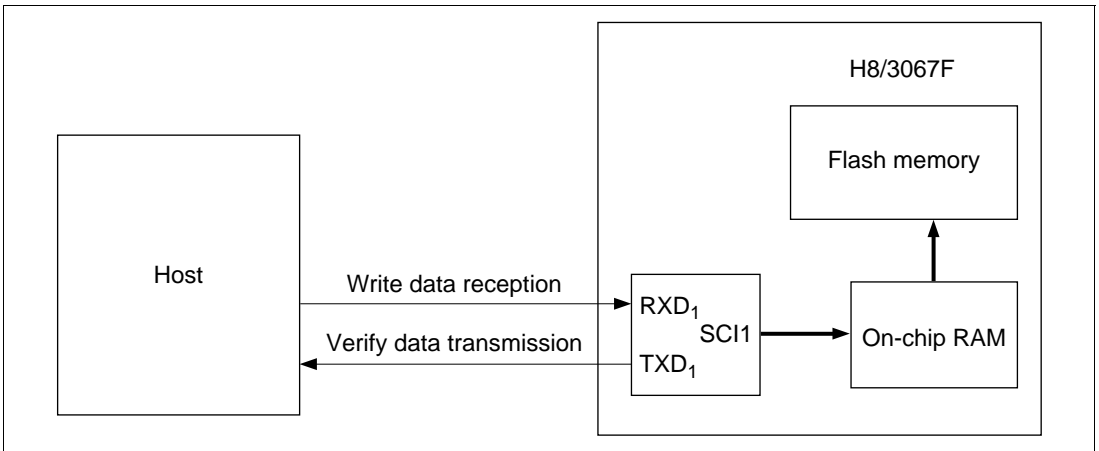 H8/3067F
Flash memory
Host
Write data reception
Verify data transmission
RXD1
SCI1
TXD1
On-chip RAM